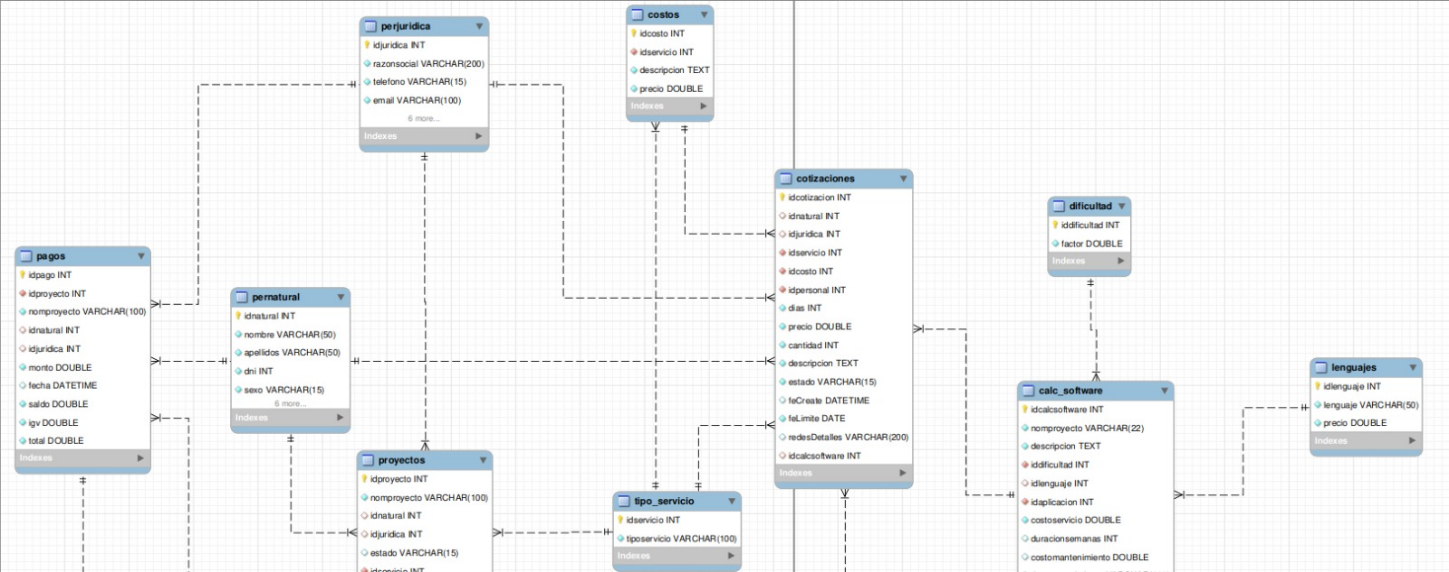 perjuridica
idjuridica INT
razonsocial VARCHAR(200)
telefono VARCHAR(15)
email VARCHAR(100)
6 more...
Indexes
costos
idcosto INT
idservicio INT
descripcion TEXT
precio DOUBLE
Indexes
cotizaciones
idcotizacion INT
idnatural INT
idjuridica INT
idservicio INT
idcosto INT
idpersonal INT
dias INT
precio DOUBLE
cantidad INT
descripcion TEXT
estado VARCHAR(15)
feCreate DATETIME
feLimite DATE
redesDetalles VARCHAR(200)
idcalcsoftware INT
Indexes
dificultad
iddificultad INT
factor DOUBLE
Indexes
pagos
idpago INT
idproyecto INT
nomproyecto VARCHAR(100)
idnatural INT
idjuridica INT
monto DOUBLE
fecha DATETIME
saldo DOUBLE
igv DOUBLE
total DOUBLE
Indexes
pernatural
idnatural INT
nombre VARCHAR(50)
apellidos VARCHAR(50)
dni INT
sexo VARCHAR(15)
6 more...
Indexes
lenguajes
idlenguaje INT
lenguaje VARCHAR(50)
precio DOUBLE
Indexes
calc_software
idcalcsoftware INT
nomproyecto VARCHAR(22)
descripcion TEXT
iddificultad INT
idlenguaje INT
idaplicacion INT
costoservicio DOUBLE
duracionsemanas INT
costomantenimiento DOUBLE
proyectos
idproyecto INT
nomproyecto VARCHAR(100)
idnatural INT
idjuridica INT
estado VARCHAR(15)
idservicio INT
tipo_servicio
idservicio INT
tiposervicio VARCHAR(100)
Indexes